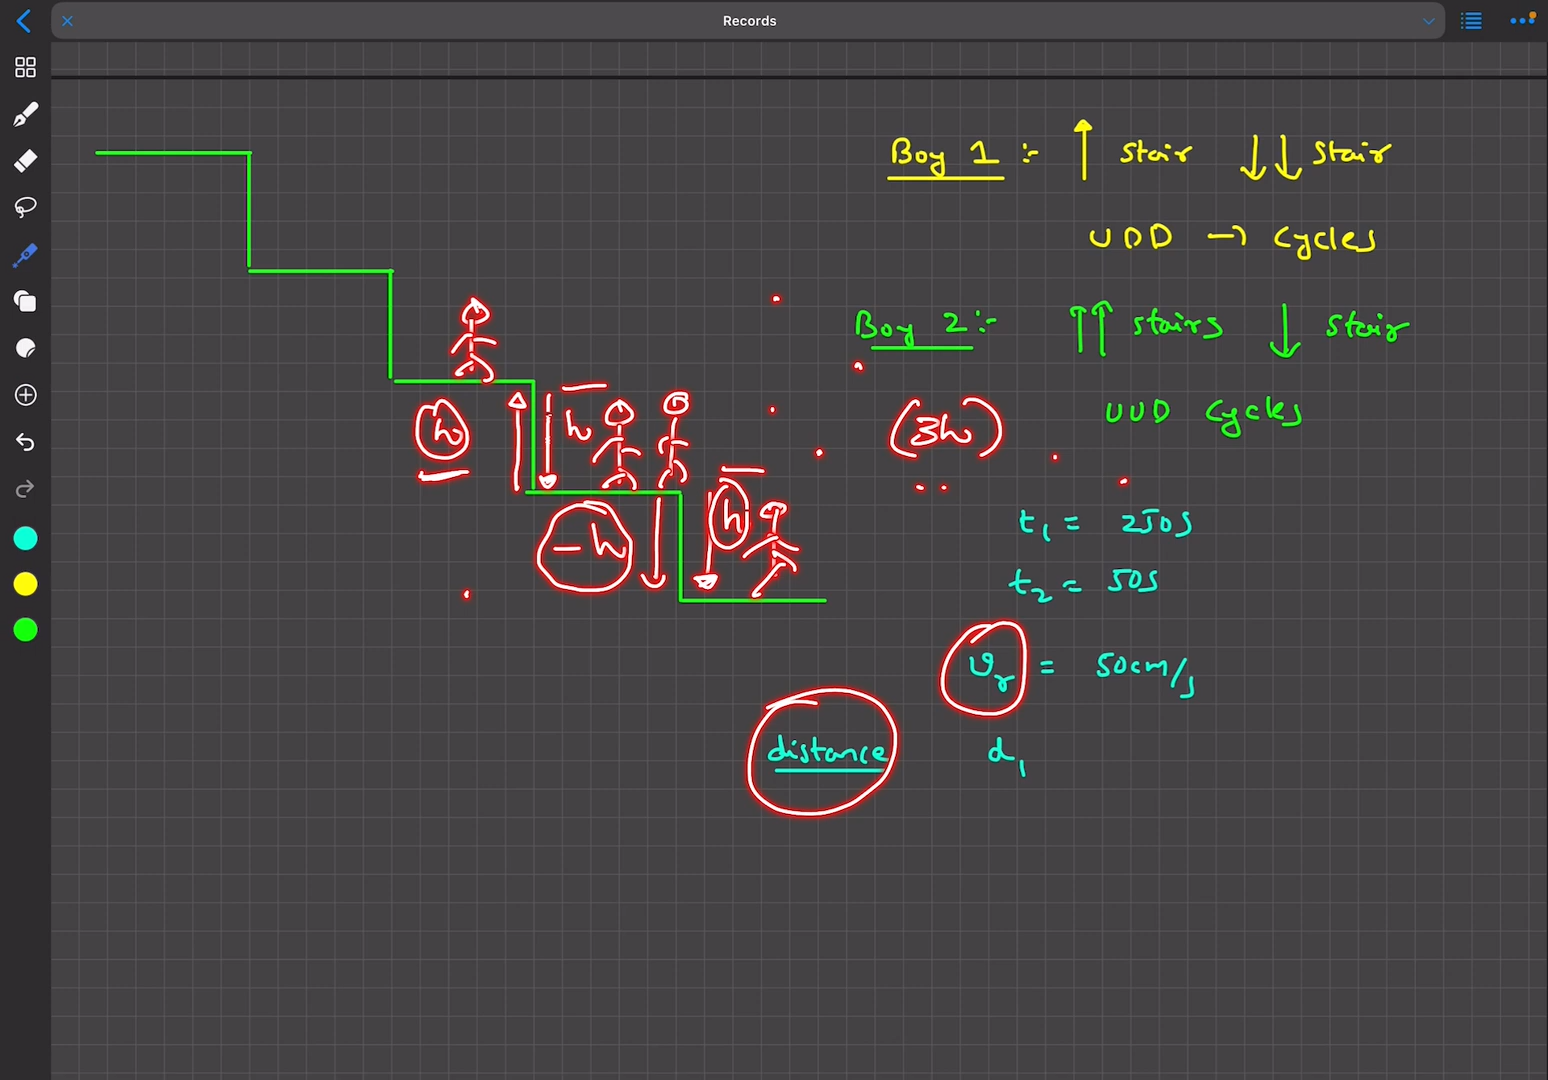 Records
Boy 1 :- ↑ stair ↓↓ stair
UDD → cycles
Boy 2 :- ↑↑ stairs ↓ stair
UUD cycles
h
h
(3h)
-h
h
t₁ = 250s
t₂ = 50s
vᵣ = 50cm/s
distance d₁